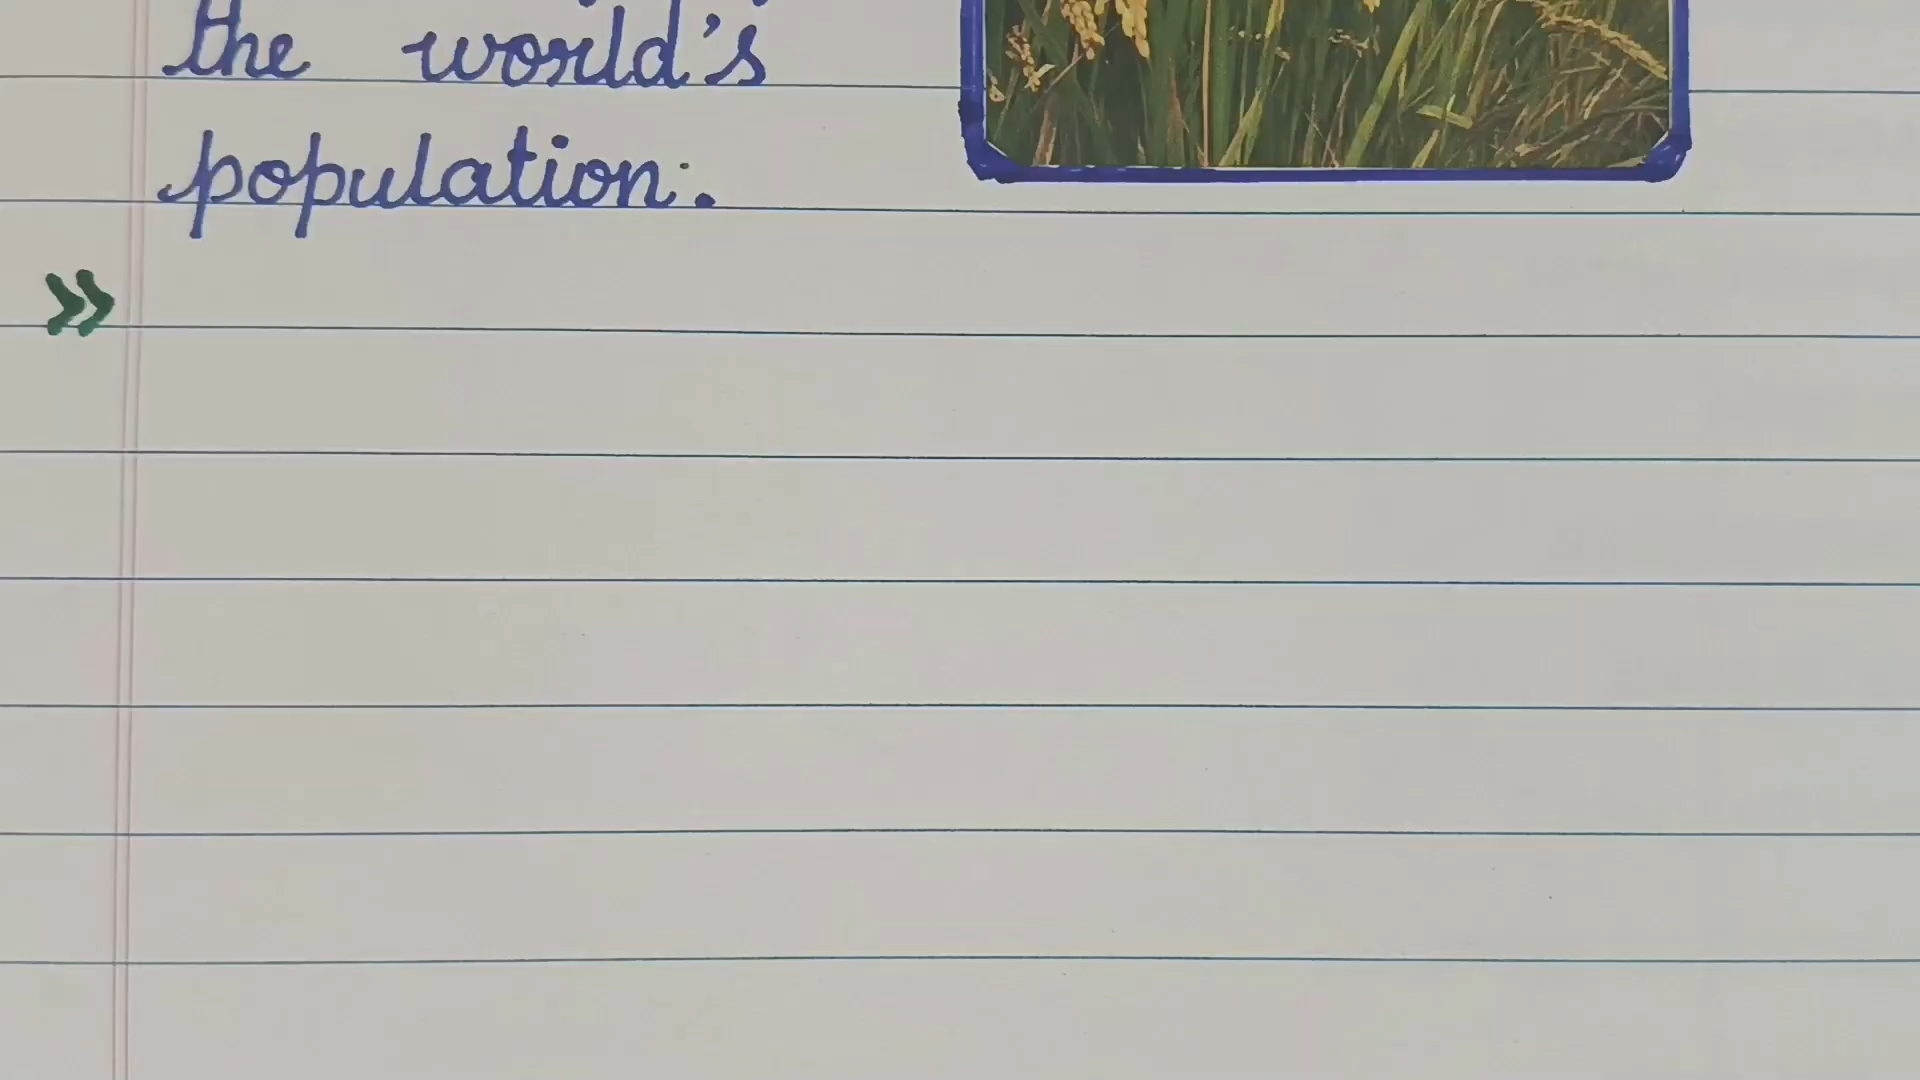 the world's
population.
»